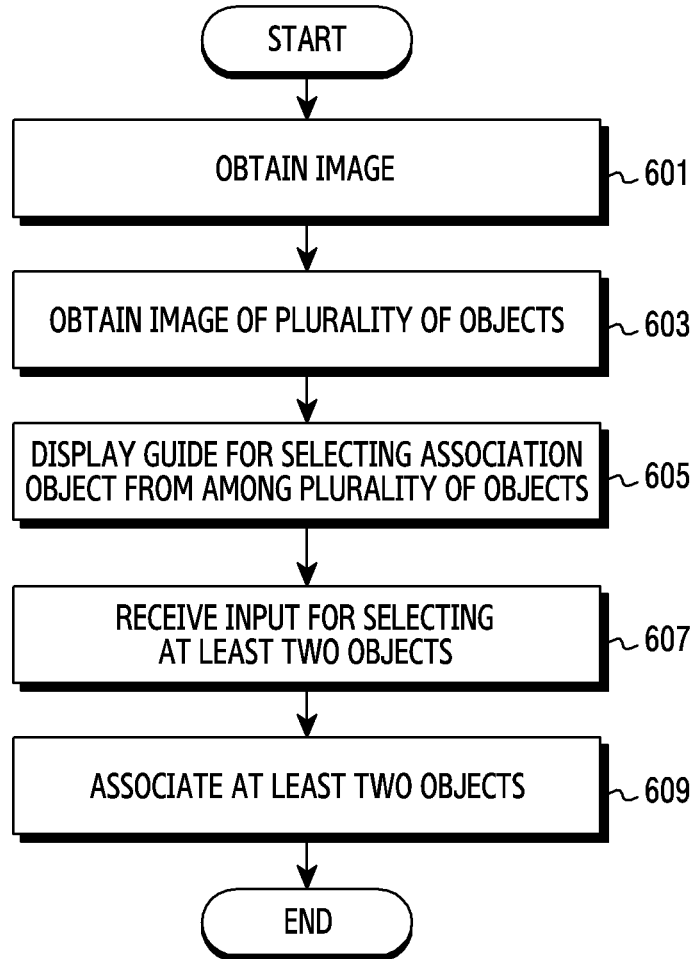 START
OBTAIN IMAGE
601
OBTAIN IMAGE OF PLURALITY OF OBJECTS
603
DISPLAY GUIDE FOR SELECTING ASSOCIATION
OBJECT FROM AMONG PLURALITY OF OBJECTS
605
RECEIVE INPUT FOR SELECTING
AT LEAST TWO OBJECTS
607
ASSOCIATE AT LEAST TWO OBJECTS
609
END